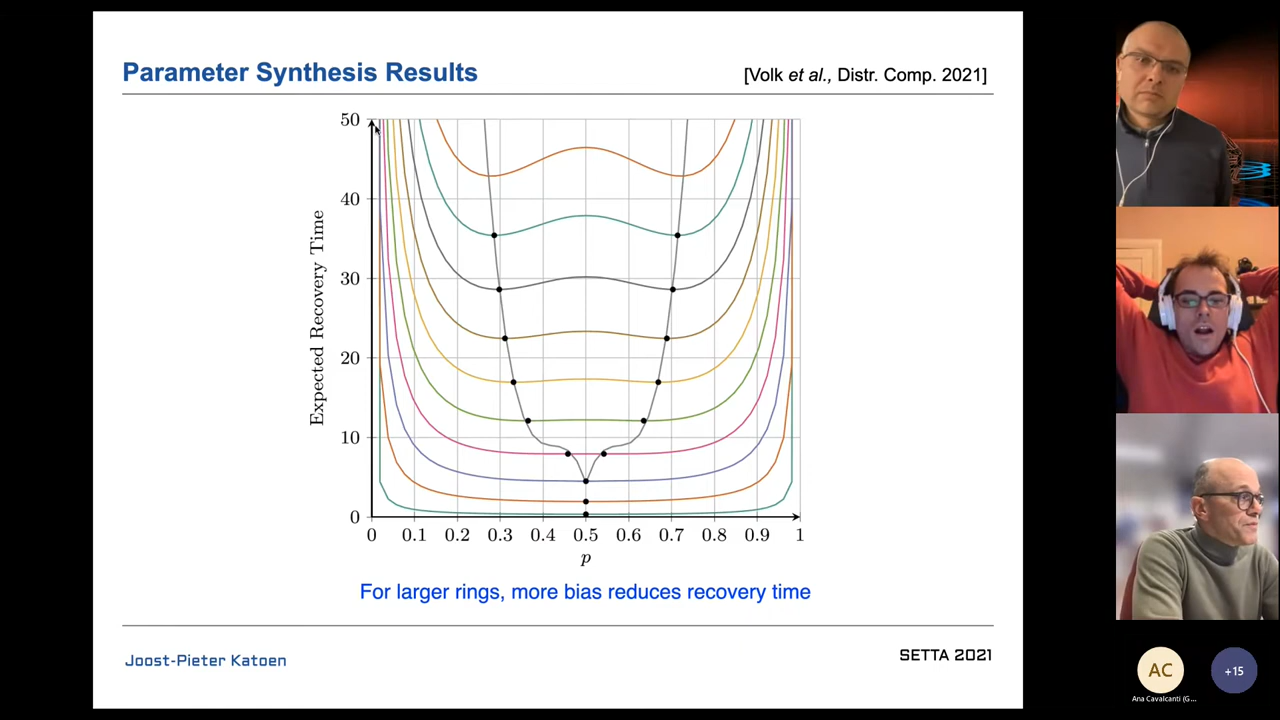 Parameter Synthesis Results
[Volk et al., Distr. Comp. 2021]
50
40
30
20
10
0
Expected Recovery Time
0 0.1 0.2 0.3 0.4 0.5 0.6 0.7 0.8 0.9 1
p
For larger rings, more bias reduces recovery time
Joost-Pieter Katoen
SETTA 2021
AC
+15
Ana Cavalcanti (G...